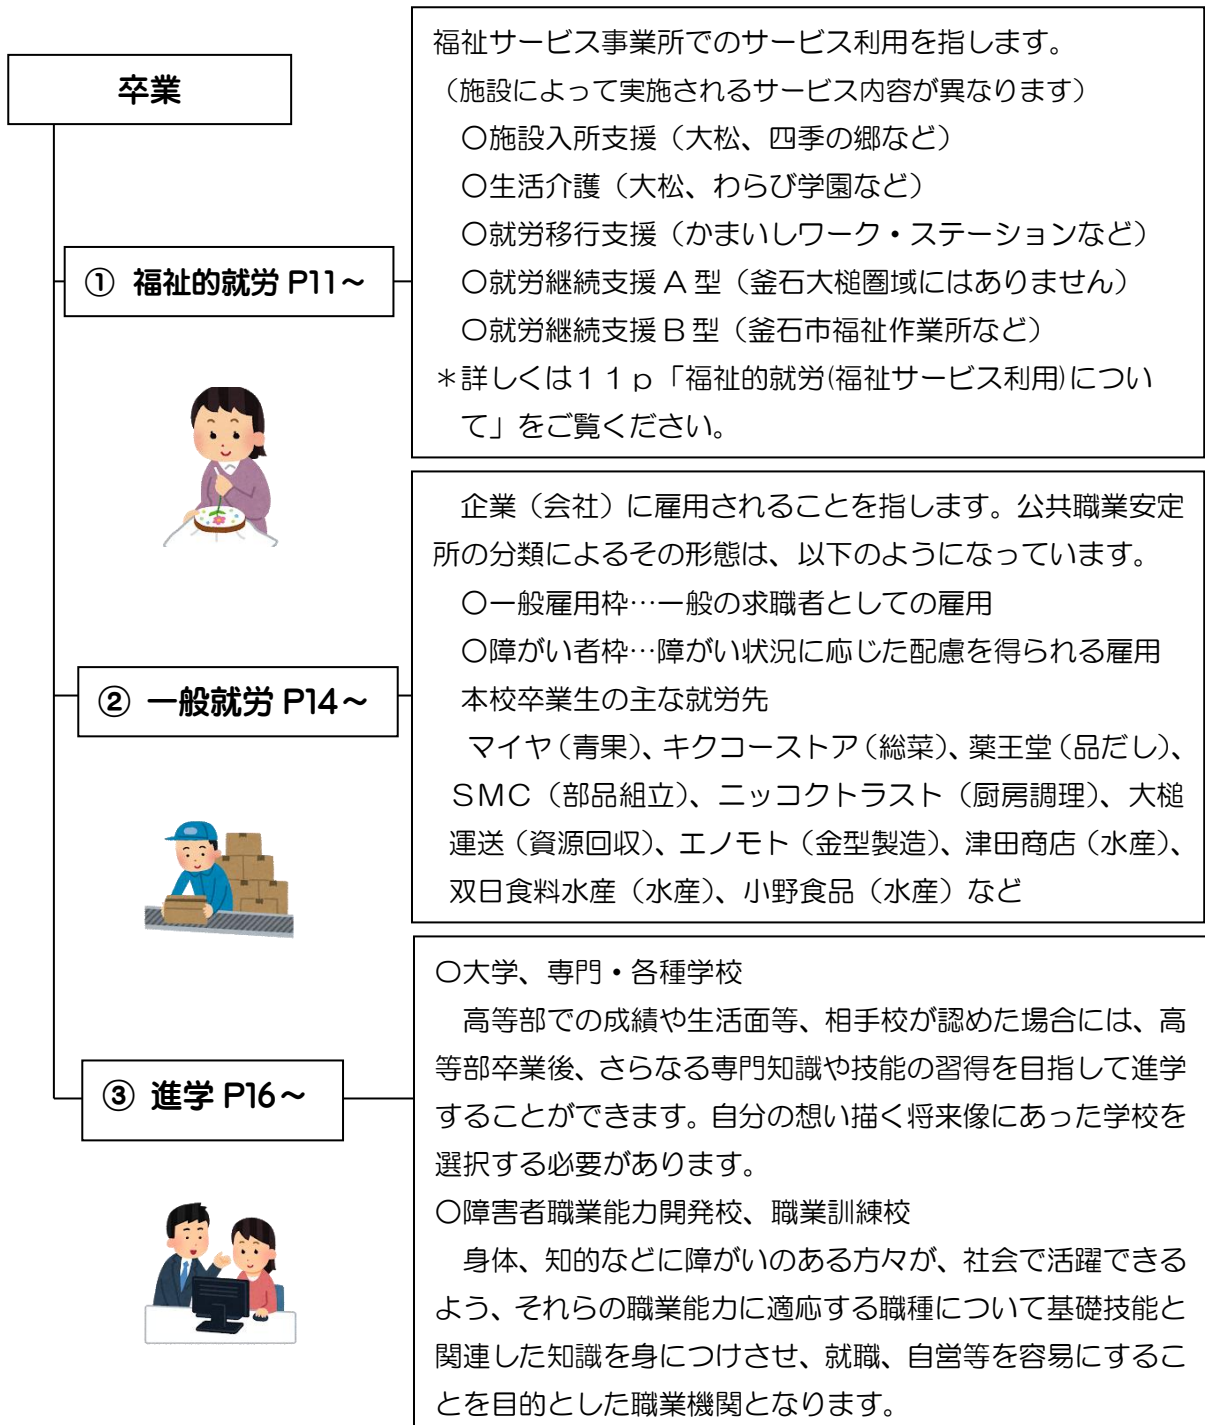 卒業
① 福祉的就労 P11～
福祉サービス事業所でのサービス利用を指します。
（施設によって実施されるサービス内容が異なります）
〇施設入所支援（大松、四季の郷など）
〇生活介護（大松、わらび学園など）
〇就労移行支援（かまいしワーク・ステーションなど）
〇就労継続支援A型（釜石大槌圏域にはありません）
〇就労継続支援B型（釜石市福祉作業所など）
＊詳しくは１１ｐ「福祉的就労(福祉サービス利用)につい
て」をご覧ください。
② 一般就労 P14～
企業（会社）に雇用されることを指します。公共職業安定
所の分類によるその形態は、以下のようになっています。
〇一般雇用枠…一般の求職者としての雇用
〇障がい者枠…障がい状況に応じた配慮を得られる雇用
本校卒業生の主な就労先
マイヤ（青果）、キクコーストア（総菜）、薬王堂（品だし）、
ＳＭＣ（部品組立）、ニッコクトラスト（厨房調理）、大槌
運送（資源回収）、エノモト（金型製造）、津田商店（水産）、
双日食料水産（水産）、小野食品（水産）など
③ 進学 P16～
〇大学、専門・各種学校
高等部での成績や生活面等、相手校が認めた場合には、高
等部卒業後、さらなる専門知識や技能の習得を目指して進学
することができます。自分の想い描く将来像にあった学校を
選択する必要があります。
〇障害者職業能力開発校、職業訓練校
身体、知的などに障がいのある方々が、社会で活躍できる
よう、それらの職業能力に適応する職種について基礎技能と
関連した知識を身につけさせ、就職、自営等を容易にするこ
とを目的とした職業機関となります。